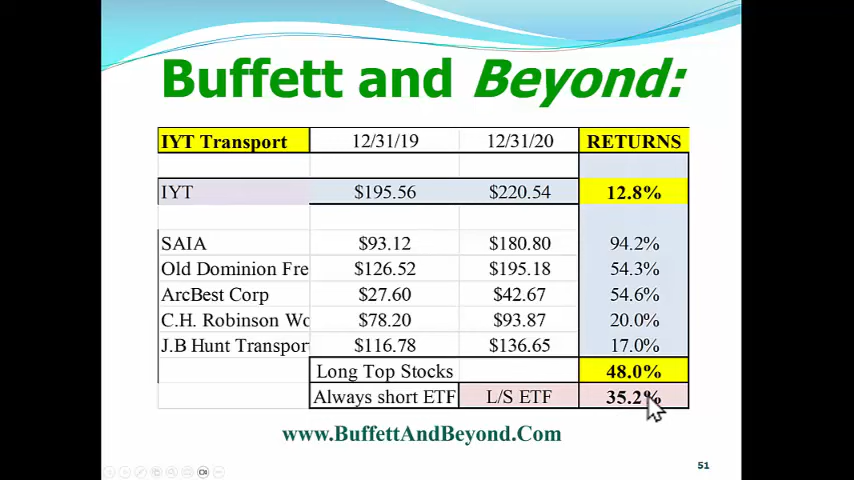 Buffett and Beyond:
IYT Transport 12/31/19 12/31/20 RETURNS
IYT $195.56 $220.54 12.8%
SAIA $93.12 $180.80 94.2%
Old Dominion Fre $126.52 $195.18 54.3%
ArcBest Corp $27.60 $42.67 54.6%
C.H. Robinson Wo $78.20 $93.87 20.0%
J.B Hunt Transpor $116.78 $136.65 17.0%
Long Top Stocks 48.0%
Always short ETF L/S ETF 35.2%
www.BuffettAndBeyond.Com
51